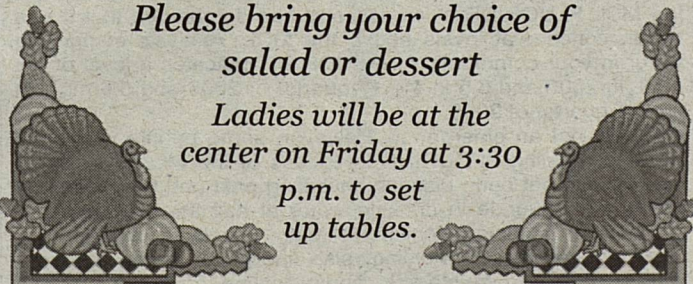 Please bring your choice of
salad or dessert
Ladies will be at the
center on Friday at 3:30
p.m. to set
up tables.